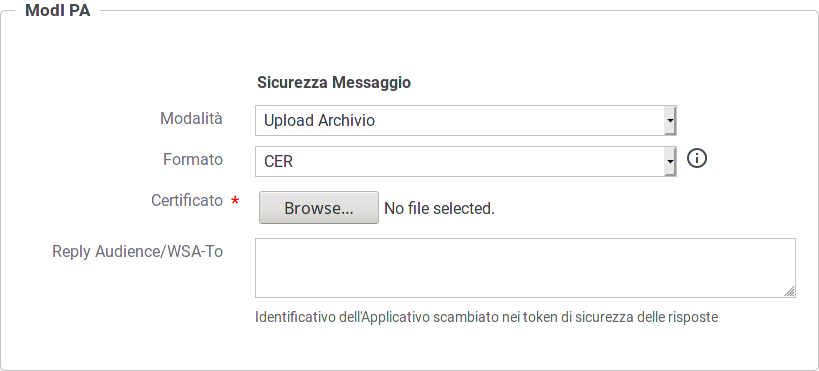 ModI PA
Sicurezza Messaggio
Modalità Upload Archivio
Formato CER
Certificato * Browse... No file selected.
Reply Audience/WSA-To
Identificativo dell'Applicativo scambiato nei token di sicurezza delle risposte